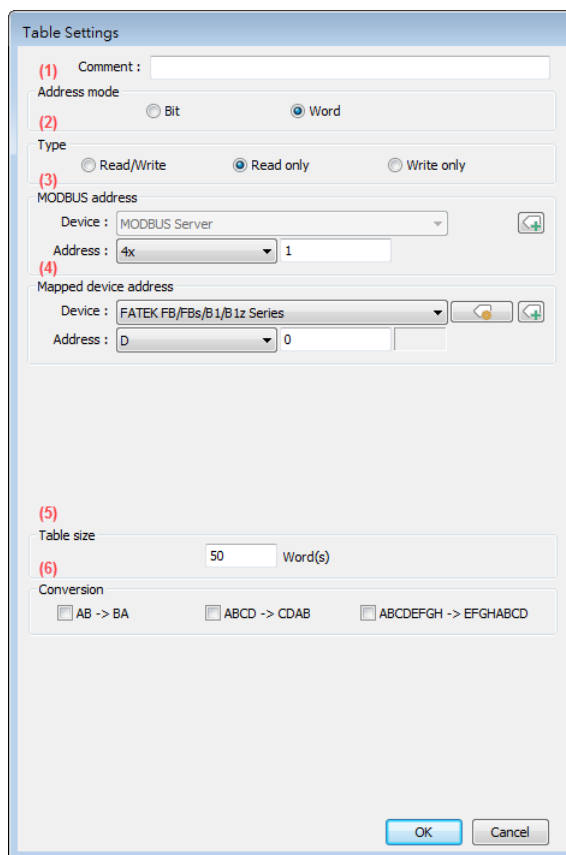 Table Settings
(1) Comment :
Address mode
(2) Bit Word
Type
Read/Write Read only Write only
(3)
MODBUS address
Device : MODBUS Server
Address : 4x 1
(4)
Mapped device address
Device : FATEK FB/FBs/B1/B1z Series
Address : D 0
(5)
Table size
50 Word(s)
(6)
Conversion
AB -> BA ABCD -> CDAB ABCDEFGH -> EFGHABCD
OK Cancel